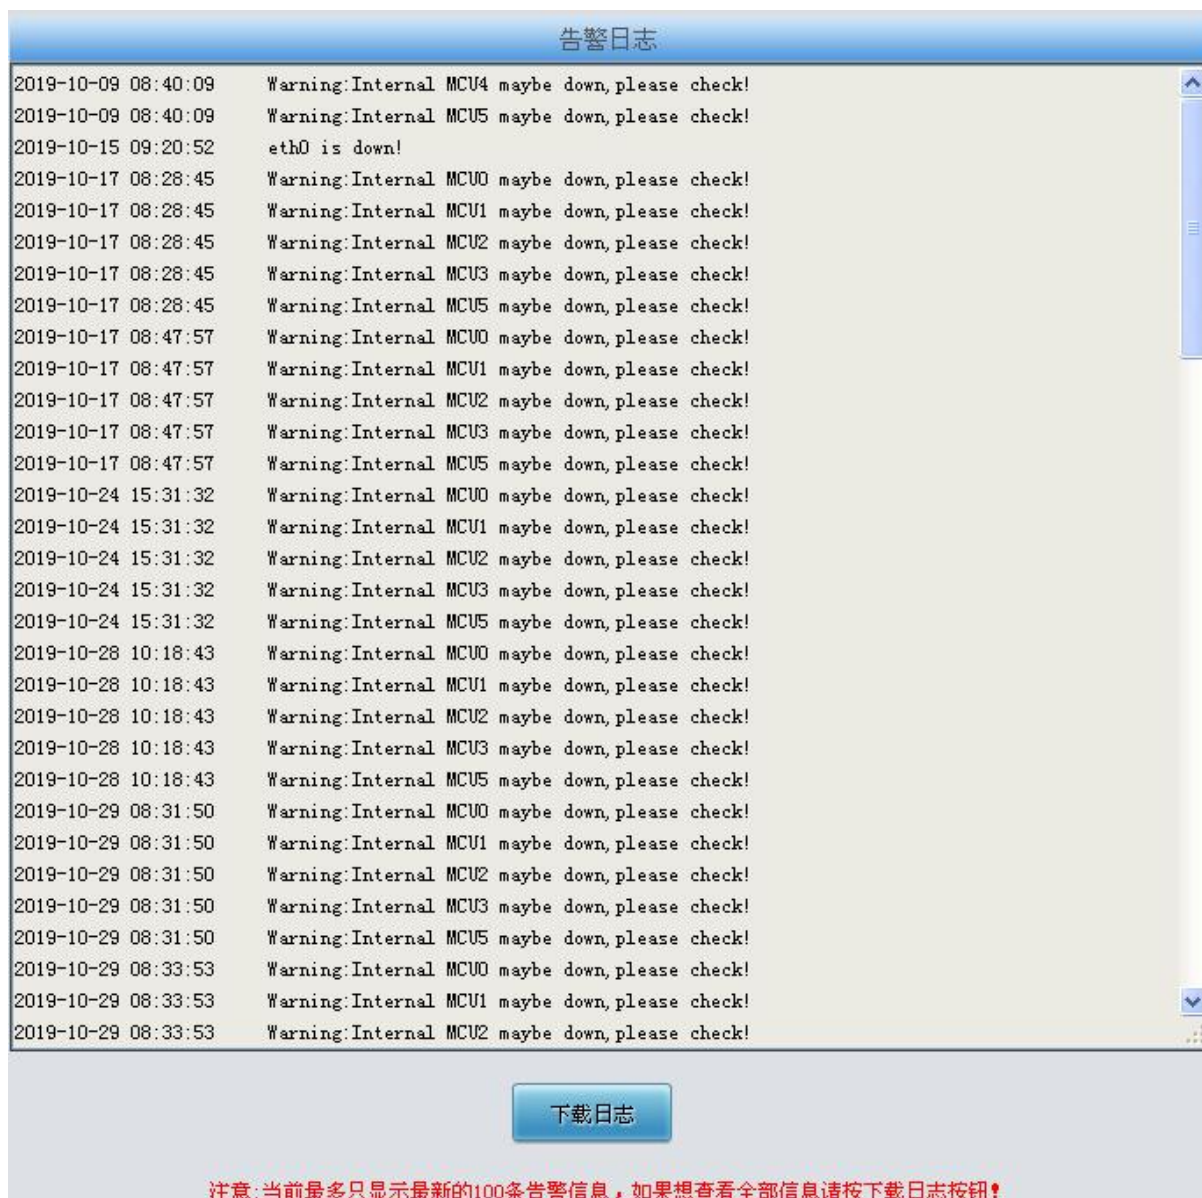 告警日志
2019-10-09 08:40:09 Warning:Internal MCU4 maybe down,please check!
2019-10-09 08:40:09 Warning:Internal MCU5 maybe down,please check!
2019-10-15 09:20:52 eth0 is down!
2019-10-17 08:28:45 Warning:Internal MCU0 maybe down,please check!
2019-10-17 08:28:45 Warning:Internal MCU1 maybe down,please check!
2019-10-17 08:28:45 Warning:Internal MCU2 maybe down,please check!
2019-10-17 08:28:45 Warning:Internal MCU3 maybe down,please check!
2019-10-17 08:28:45 Warning:Internal MCU5 maybe down,please check!
2019-10-17 08:47:57 Warning:Internal MCU0 maybe down,please check!
2019-10-17 08:47:57 Warning:Internal MCU1 maybe down,please check!
2019-10-17 08:47:57 Warning:Internal MCU2 maybe down,please check!
2019-10-17 08:47:57 Warning:Internal MCU3 maybe down,please check!
2019-10-17 08:47:57 Warning:Internal MCU5 maybe down,please check!
2019-10-24 15:31:32 Warning:Internal MCU0 maybe down,please check!
2019-10-24 15:31:32 Warning:Internal MCU1 maybe down,please check!
2019-10-24 15:31:32 Warning:Internal MCU2 maybe down,please check!
2019-10-24 15:31:32 Warning:Internal MCU3 maybe down,please check!
2019-10-24 15:31:32 Warning:Internal MCU5 maybe down,please check!
2019-10-28 10:18:43 Warning:Internal MCU0 maybe down,please check!
2019-10-28 10:18:43 Warning:Internal MCU1 maybe down,please check!
2019-10-28 10:18:43 Warning:Internal MCU2 maybe down,please check!
2019-10-28 10:18:43 Warning:Internal MCU3 maybe down,please check!
2019-10-28 10:18:43 Warning:Internal MCU5 maybe down,please check!
2019-10-29 08:31:50 Warning:Internal MCU0 maybe down,please check!
2019-10-29 08:31:50 Warning:Internal MCU1 maybe down,please check!
2019-10-29 08:31:50 Warning:Internal MCU2 maybe down,please check!
2019-10-29 08:31:50 Warning:Internal MCU3 maybe down,please check!
2019-10-29 08:31:50 Warning:Internal MCU5 maybe down,please check!
2019-10-29 08:33:53 Warning:Internal MCU0 maybe down,please check!
2019-10-29 08:33:53 Warning:Internal MCU1 maybe down,please check!
2019-10-29 08:33:53 Warning:Internal MCU2 maybe down,please check!
下载日志
注意:当前最多只显示最新的100条告警信息，如果想查看全部信息请按下载日志按钮！